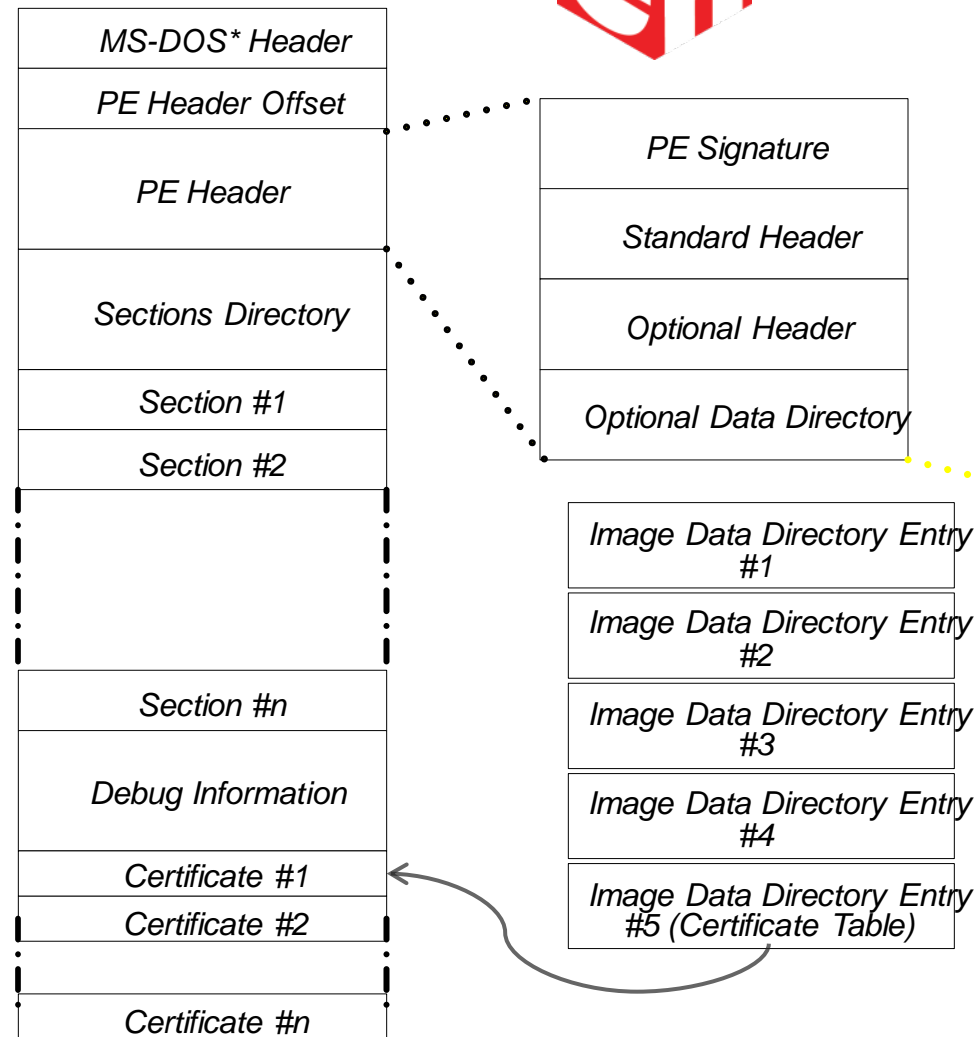 MS-DOS* Header
PE Header Offset
PE Header
Sections Directory
Section #1
Section #2
Section #n
Debug Information
Certificate #1
Certificate #2
Certificate #n
PE Signature
Standard Header
Optional Header
Optional Data Directory
Image Data Directory Entry
#1
Image Data Directory Entry
#2
Image Data Directory Entry
#3
Image Data Directory Entry
#4
Image Data Directory Entry
#5 (Certificate Table)